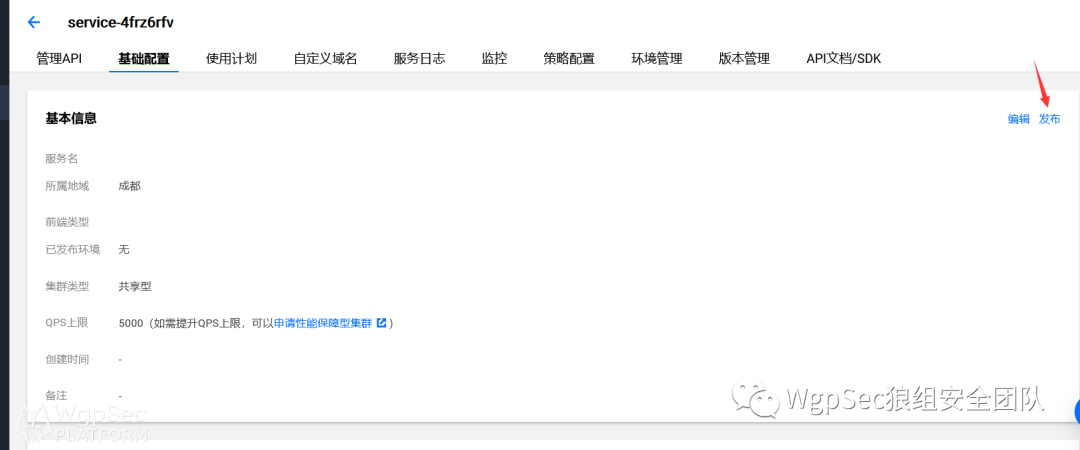 service-4frz6rfv
管理API 基础配置 使用计划 自定义域名 服务日志 监控 策略配置 环境管理 版本管理 API文档/SDK
基本信息 编辑 发布
服务名
所属地域 成都
前端类型
已发布环境 无
集群类型 共享型
QPS上限 5000（如需提升QPS上限，可以申请性能保障型集群）
创建时间 -
备注 -
WgpSec狼组安全团队
WgpSec
PLATFORM